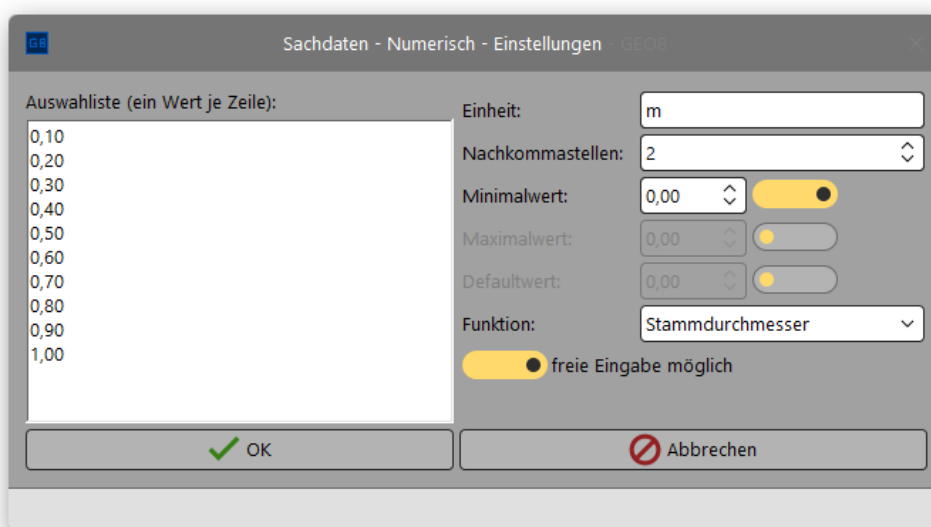 GB
Sachdaten - Numerisch - Einstellungen - GEO8
Auswahlliste (ein Wert je Zeile):
0,10
0,20
0,30
0,40
0,50
0,60
0,70
0,80
0,90
1,00
Einheit: m
Nachkommastellen: 2
Minimalwert: 0,00
Maximalwert: 0,00
Defaultwert: 0,00
Funktion: Stammdurchmesser
freie Eingabe möglich
OK
Abbrechen